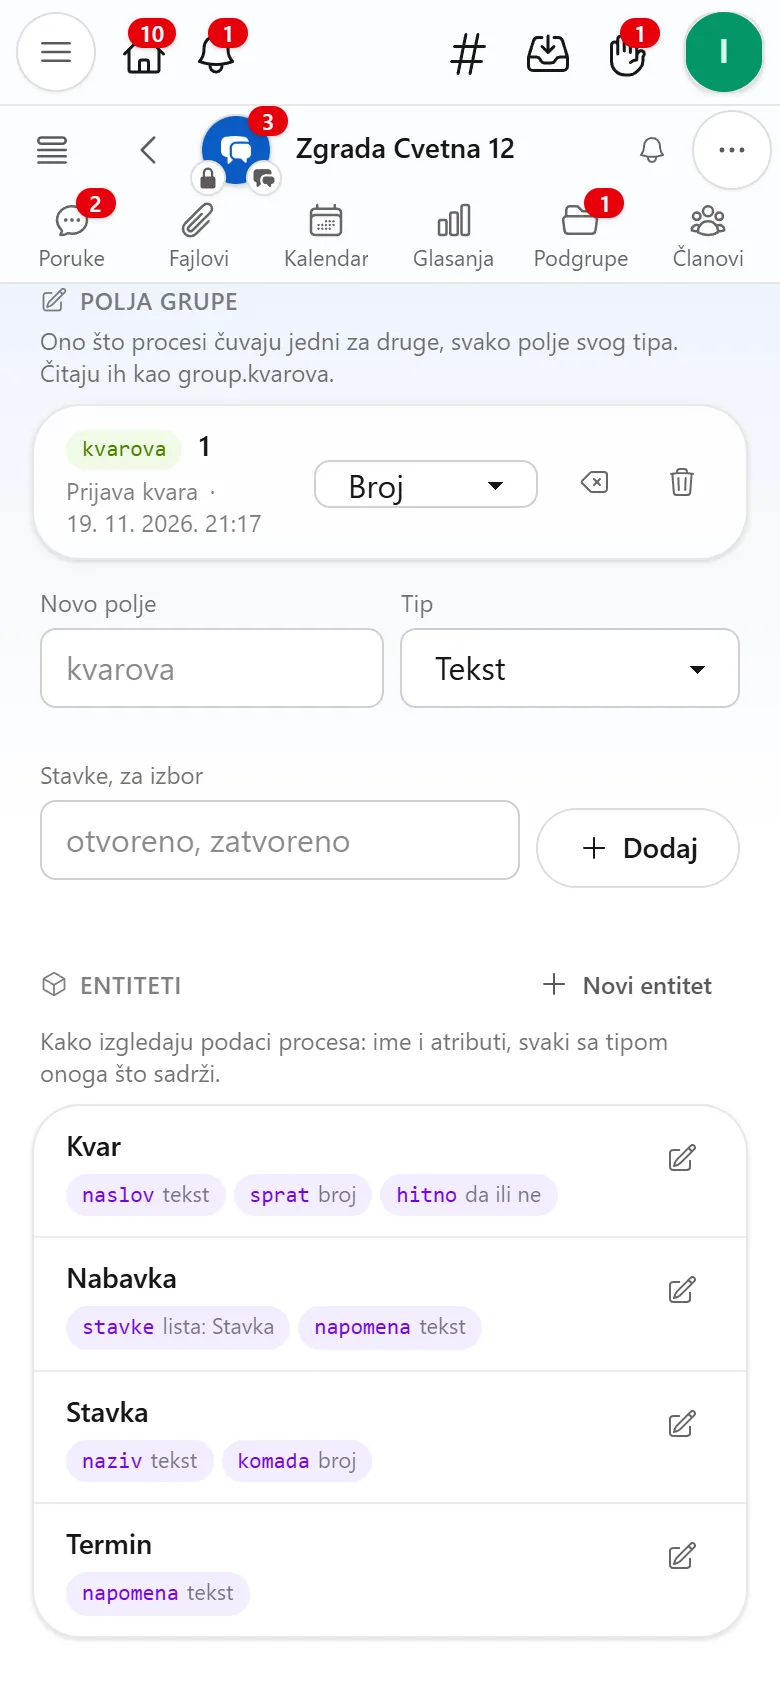 10
1
1
I
3
Zgrada Cvetna 12
2
1
Poruke
Fajlovi
Kalendar
Glasanja
Podgrupe
Članovi
POLJA GRUPE
Ono što procesi čuvaju jedni za druge, svako polje svog tipa.
Čitaju ih kao group.kvarova.
kvarova 1
Prijava kvara ·
19. 11. 2026. 21:17
Broj
Novo polje
Tip
kvarova
Tekst
Stavke, za izbor
otvoreno, zatvoreno
Dodaj
ENTITETI
Novi entitet
Kako izgledaju podaci procesa: ime i atributi, svaki sa tipom
onoga što sadrži.
Kvar
naslov tekst
sprat broj
hitno da ili ne
Nabavka
stavke lista: Stavka
napomena tekst
Stavka
naziv tekst
komada broj
Termin
napomena tekst